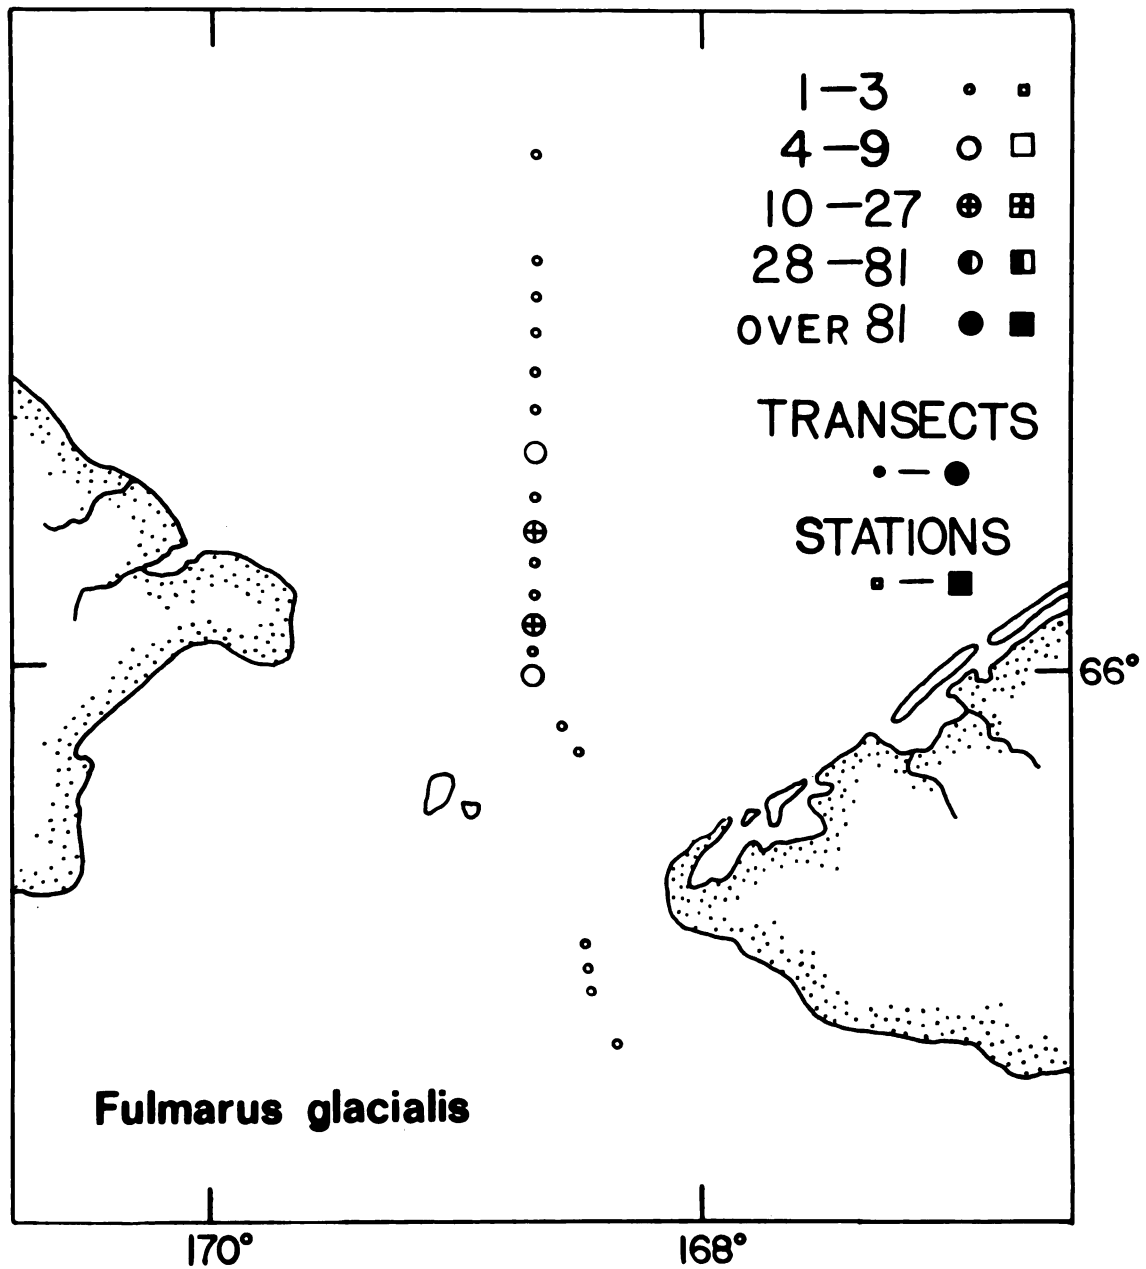 1–3
4–9
10–27
28–81
OVER 81
TRANSECTS
–
STATIONS
–
66°
Fulmarus glacialis
170°
168°